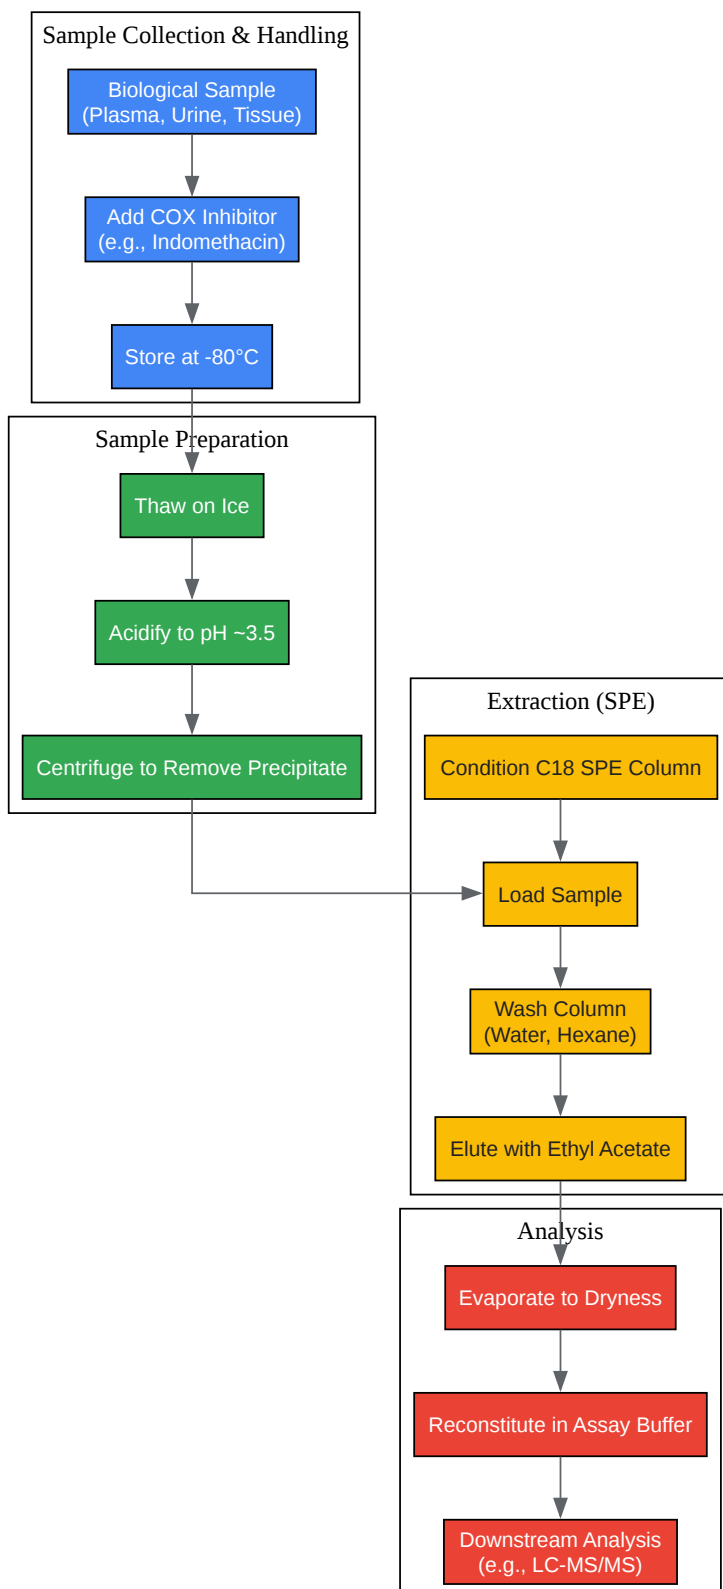 Sample Collection & Handling
Biological Sample
(Plasma, Urine, Tissue)
Add COX Inhibitor
(e.g., Indomethacin)
Store at -80°C
Sample Preparation
Thaw on Ice
Acidify to pH ~3.5
Centrifuge to Remove Precipitate
Extraction (SPE)
Condition C18 SPE Column
Load Sample
Wash Column
(Water, Hexane)
Elute with Ethyl Acetate
Analysis
Evaporate to Dryness
Reconstitute in Assay Buffer
Downstream Analysis
(e.g., LC-MS/MS)